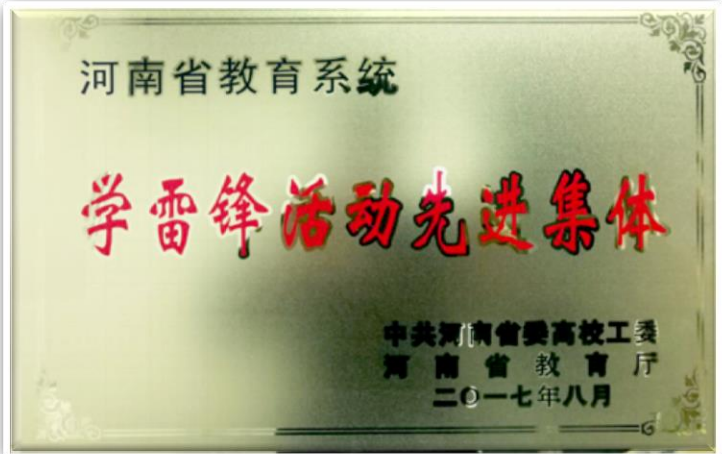 河南省教育系统
学雷锋活动先进集体
中共河南省委高校工委
河南省教育厅
二〇一七年八月